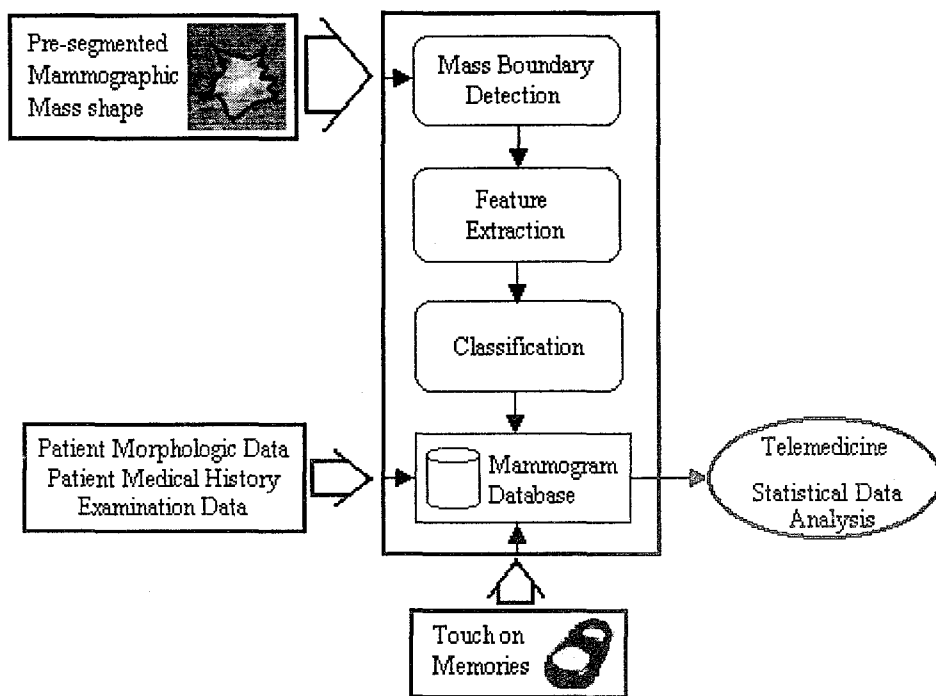 Pre-segmented
Mammographic
Mass shape
Mass Boundary
Detection
Feature
Extraction
Classification
Patient Morphologic Data
Patient Medical History
Examination Data
Mammogram
Database
Telemedicine
Statistical Data
Analysis
Touch on
Memories